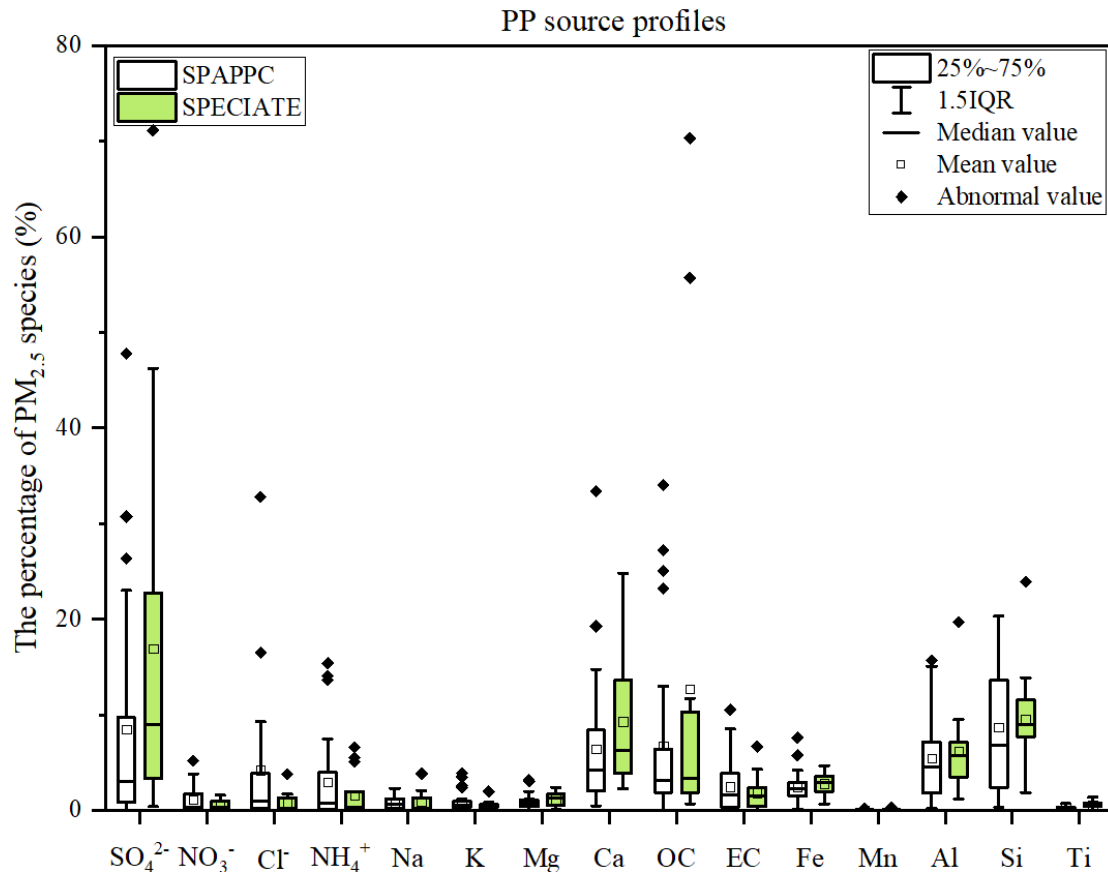 PP source profiles
80
60
40
20
0
The percentage of PM2.5 species (%)
SPAPPC
SPECIATE
25%~75%
1.5IQR
Median value
Mean value
Abnormal value
SO₄²⁻ NO₃⁻ Cl⁻ NH₄⁺ Na K Mg Ca OC EC Fe Mn Al Si Ti